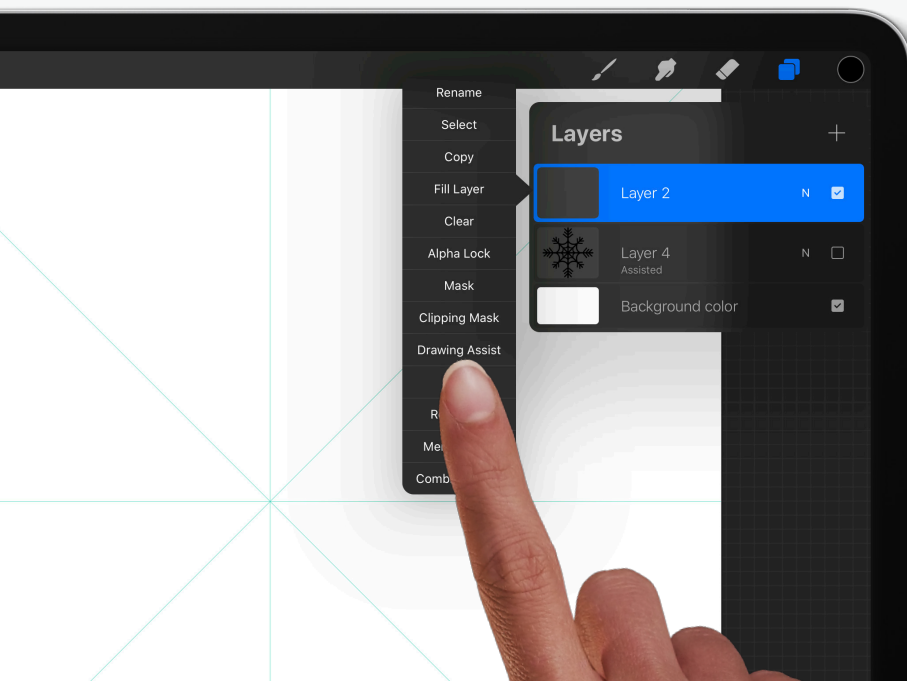 Rename
Select
Copy
Fill Layer
Clear
Alpha Lock
Mask
Clipping Mask
Drawing Assist
Layers
Layer 2
N
Layer 4
N
Assisted
Background color